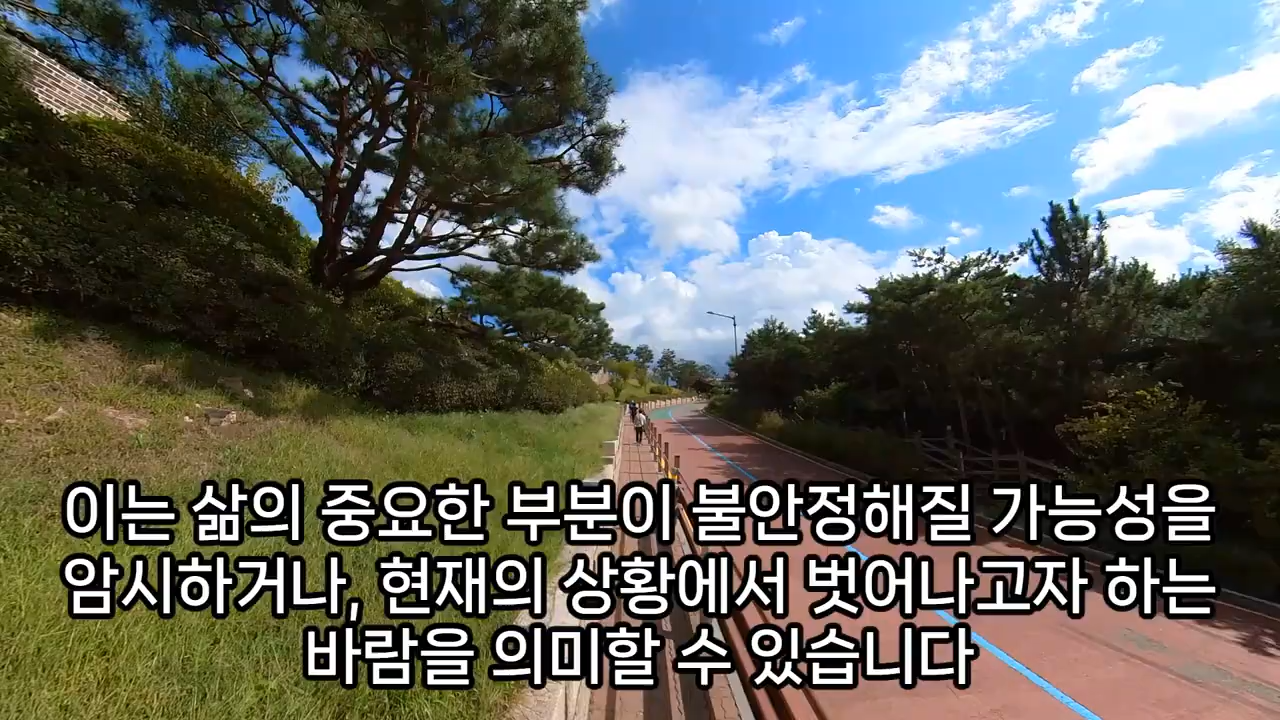 이는 삶의 중요한 부분이 불안정해질 가능성을
암시하거나, 현재의 상황에서 벗어나고자 하는
바람을 의미할 수 있습니다